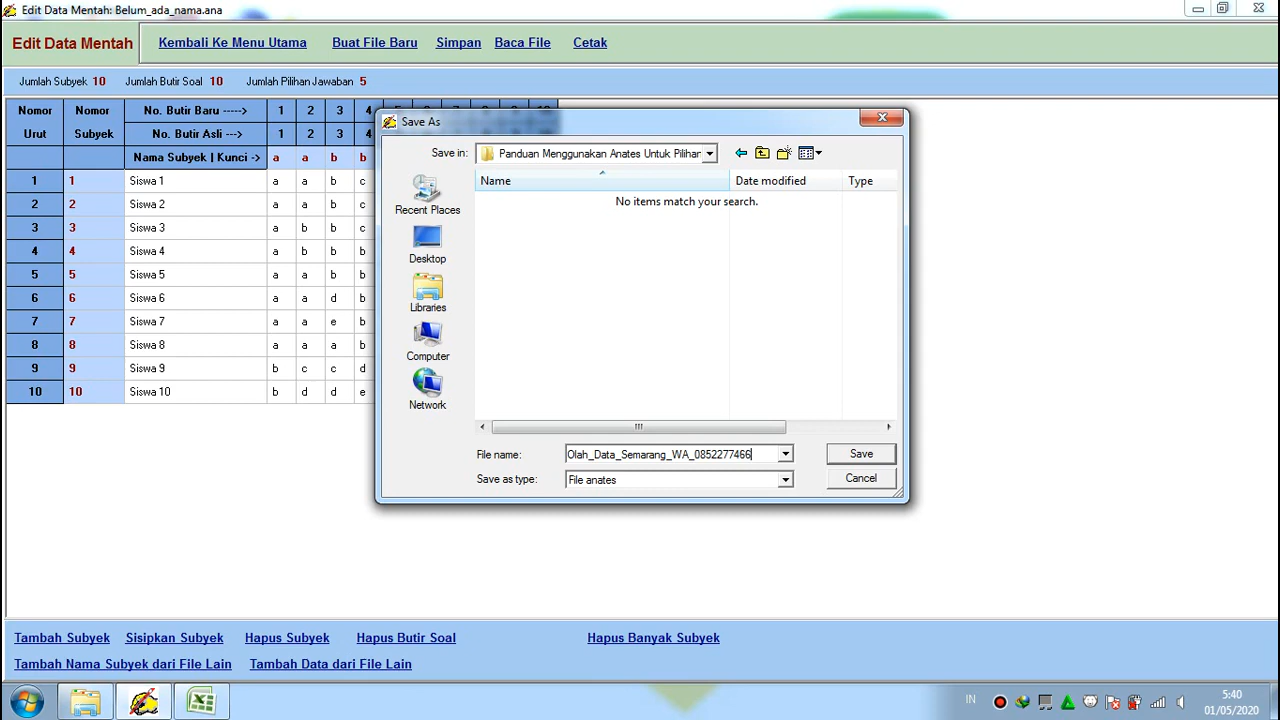 Edit Data Mentah: Belum_ada_nama.ana
Edit Data Mentah Kembali Ke Menu Utama Buat File Baru Simpan Baca File Cetak
Jumlah Subyek 10 Jumlah Butir Soal 10 Jumlah Pilihan Jawaban 5
Nomor Urut Nomor Subyek No. Butir Baru -----> 1 2 3 4
No. Butir Asli ---> 1 2 3 4
Nama Subyek | Kunci -> a a b b
1 1 Siswa 1 a a b c
2 2 Siswa 2 a a b c
3 3 Siswa 3 a b b c
4 4 Siswa 4 a b b b
5 5 Siswa 5 a a b b
6 6 Siswa 6 a a d b
7 7 Siswa 7 a a e b
8 8 Siswa 8 a a a b
9 9 Siswa 9 b c c d
10 10 Siswa 10 b d d e
Save As
Save in: Panduan Menggunakan Anates Untuk Pilihar
Name Date modified Type
No items match your search.
Recent Places
Desktop
Libraries
Computer
Network
File name: Olah_Data_Semarang_WA_0852277466 Save
Save as type: File anates Cancel
Tambah Subyek Sisipkan Subyek Hapus Subyek Hapus Butir Soal Hapus Banyak Subyek
Tambah Nama Subyek dari File Lain Tambah Data dari File Lain
IN 5:40
01/05/2020